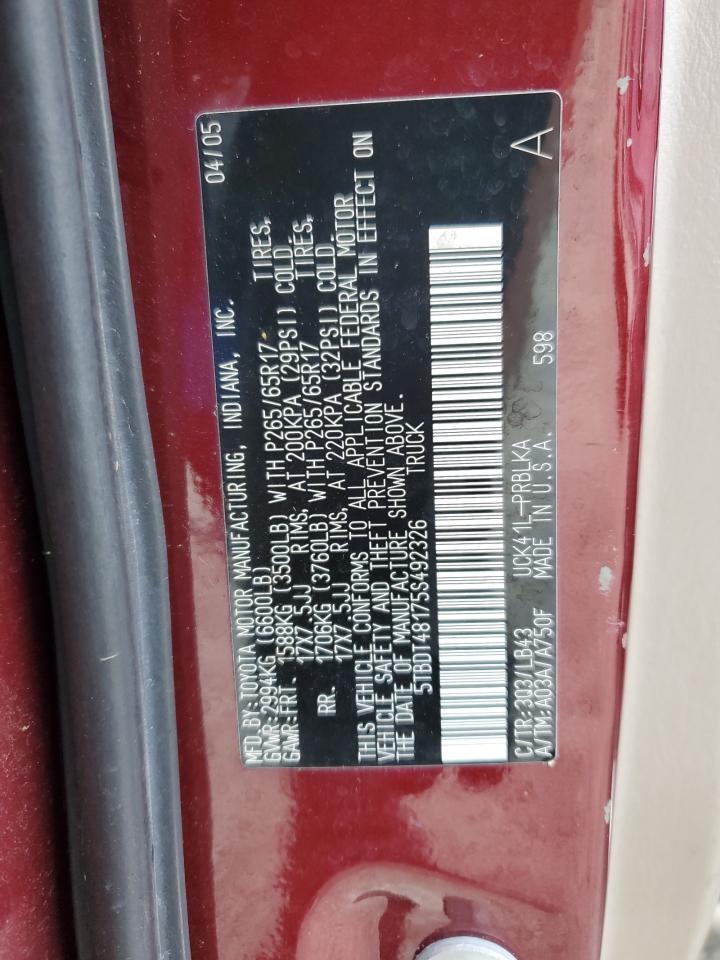 MFD.BY:TOYOTA MOTOR MANUFACTURING, INDIANA, INC. 04/05
GVWR:2994KG (6600LB)
GAWR:FRT. 1588KG (3500LB) WITH P265/65R17 TIRES,
17X7.5JJ RIMS, AT 200KPA (29PSI) COLD.
RR. 1706KG (3760LB) WITH P265/65R17 TIRES,
17X7.5JJ RIMS, AT 220KPA (32PSI) COLD.
THIS VEHICLE CONFORMS TO ALL APPLICABLE FEDERAL MOTOR
VEHICLE SAFETY AND THEFT PREVENTION STANDARDS IN EFFECT ON
THE DATE OF MANUFACTURE SHOWN ABOVE.
5TBDT48175S492326 TRUCK
C/TR:3Q3/LB43 UCK41L-PRBLKA
A/TM:A03A/A750F MADE IN U.S.A. 598 A